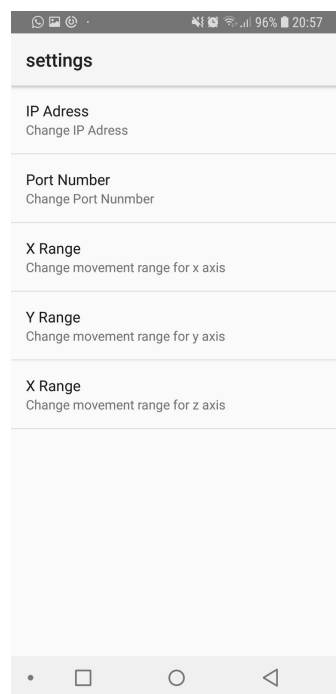 96% 20:57
settings
IP Adress
Change IP Adress
Port Number
Change Port Nunmber
X Range
Change movement range for x axis
Y Range
Change movement range for y axis
X Range
Change movement range for z axis